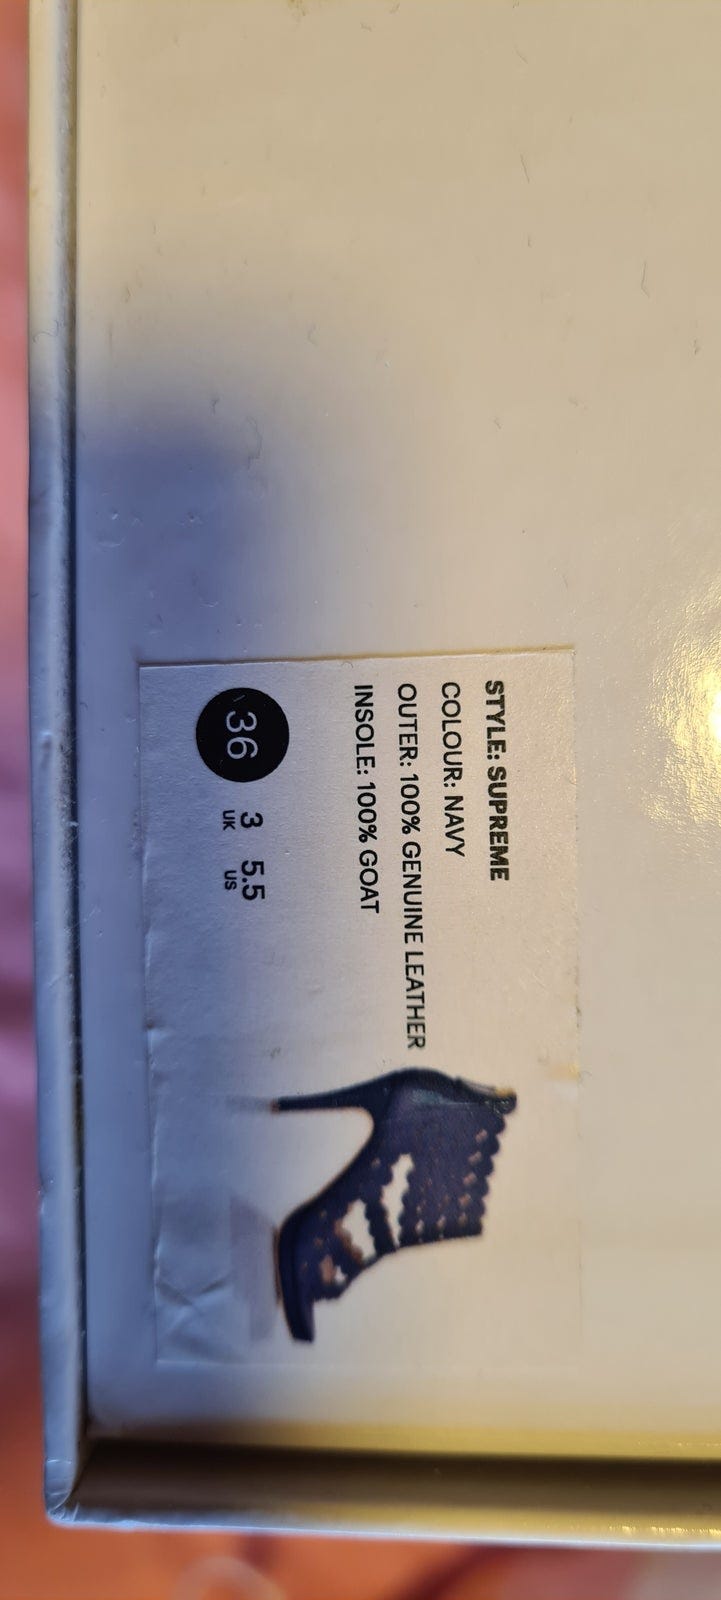 STYLE: SUPREME
COLOUR: NAVY
OUTER: 100% GENUINE LEATHER
INSOLE: 100% GOAT
36 3 5.5
UK US